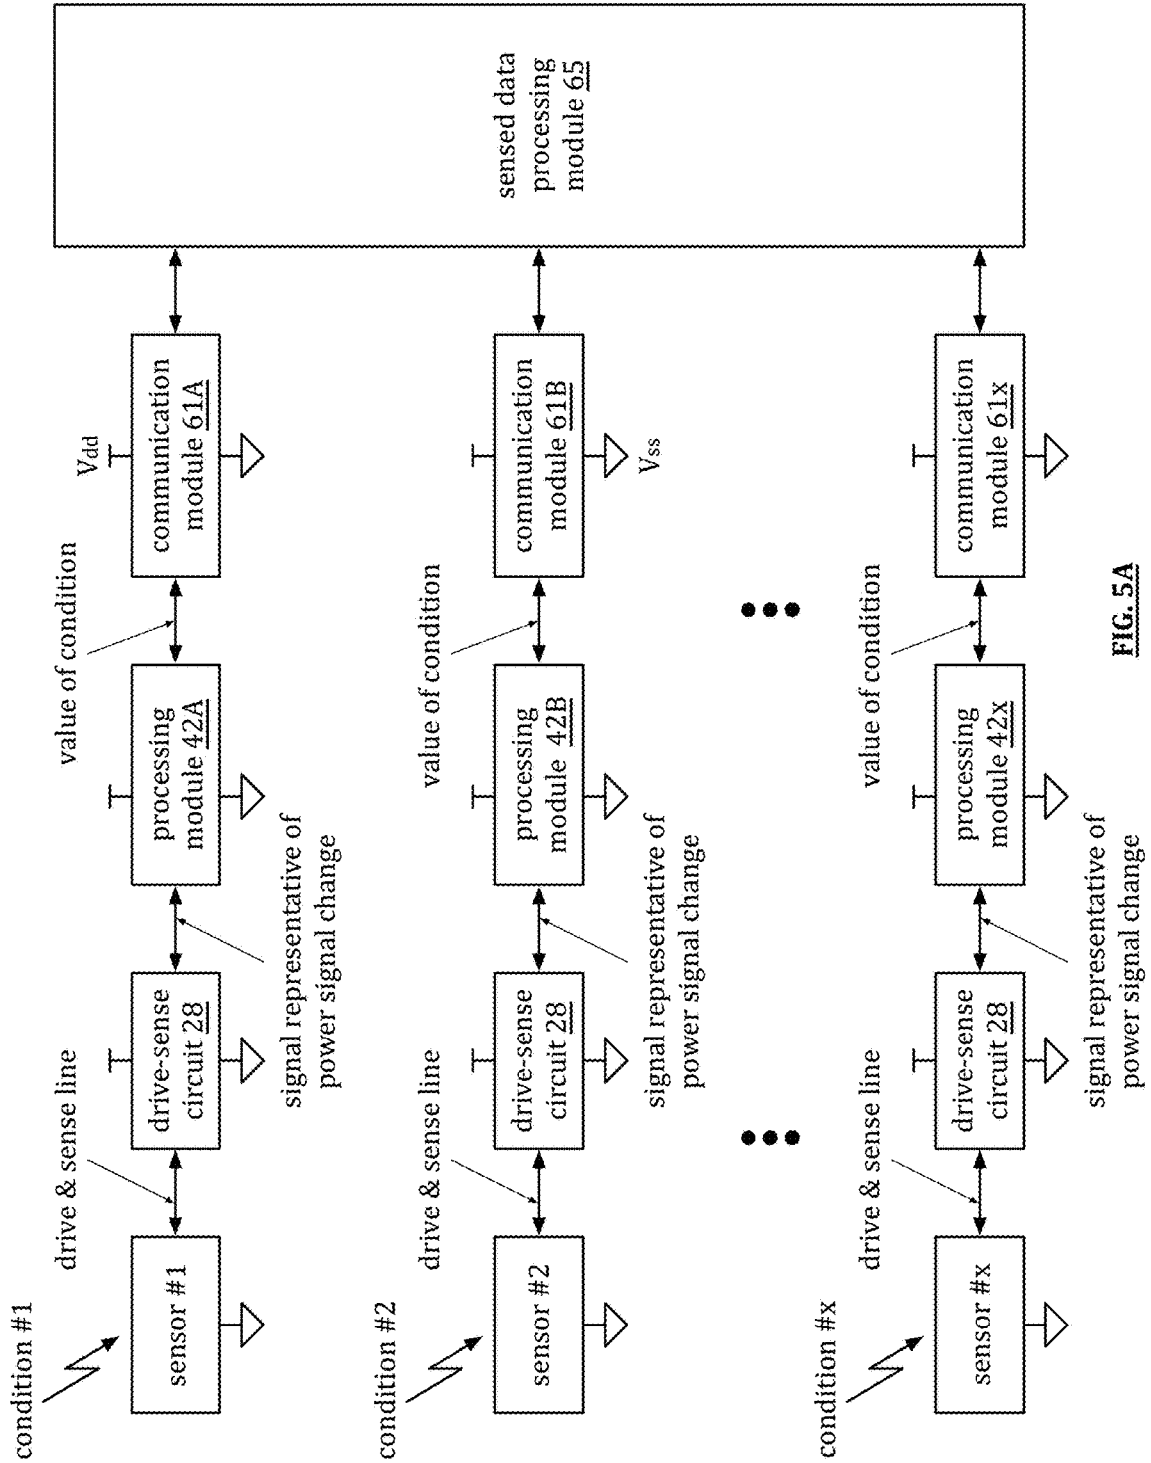 condition #1
drive & sense line
value of condition
Vdd
sensor #1
drive-sense
circuit 28
processing
module 42A
communication
module 61A
signal representative of
power signal change
condition #2
drive & sense line
value of condition
sensor #2
drive-sense
circuit 28
processing
module 42B
communication
module 61B
sensed data
processing
module 65
signal representative of
power signal change
Vss
condition #x
drive & sense line
value of condition
sensor #x
drive-sense
circuit 28
processing
module 42x
communication
module 61x
signal representative of
power signal change
FIG. 5A